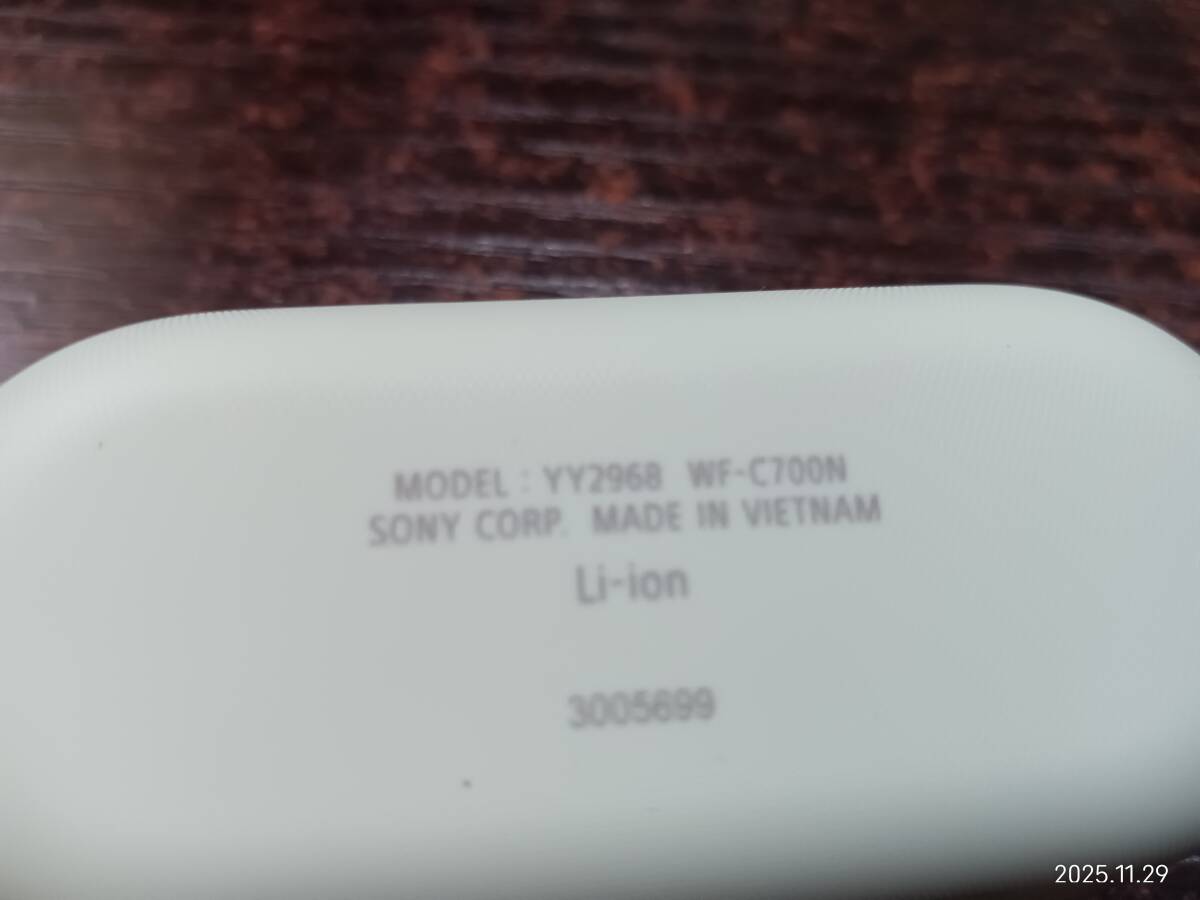 MODEL : YY2968 WF-C700N
SONY CORP. MADE IN VIETNAM
Li-ion
3005699
2025.11.29